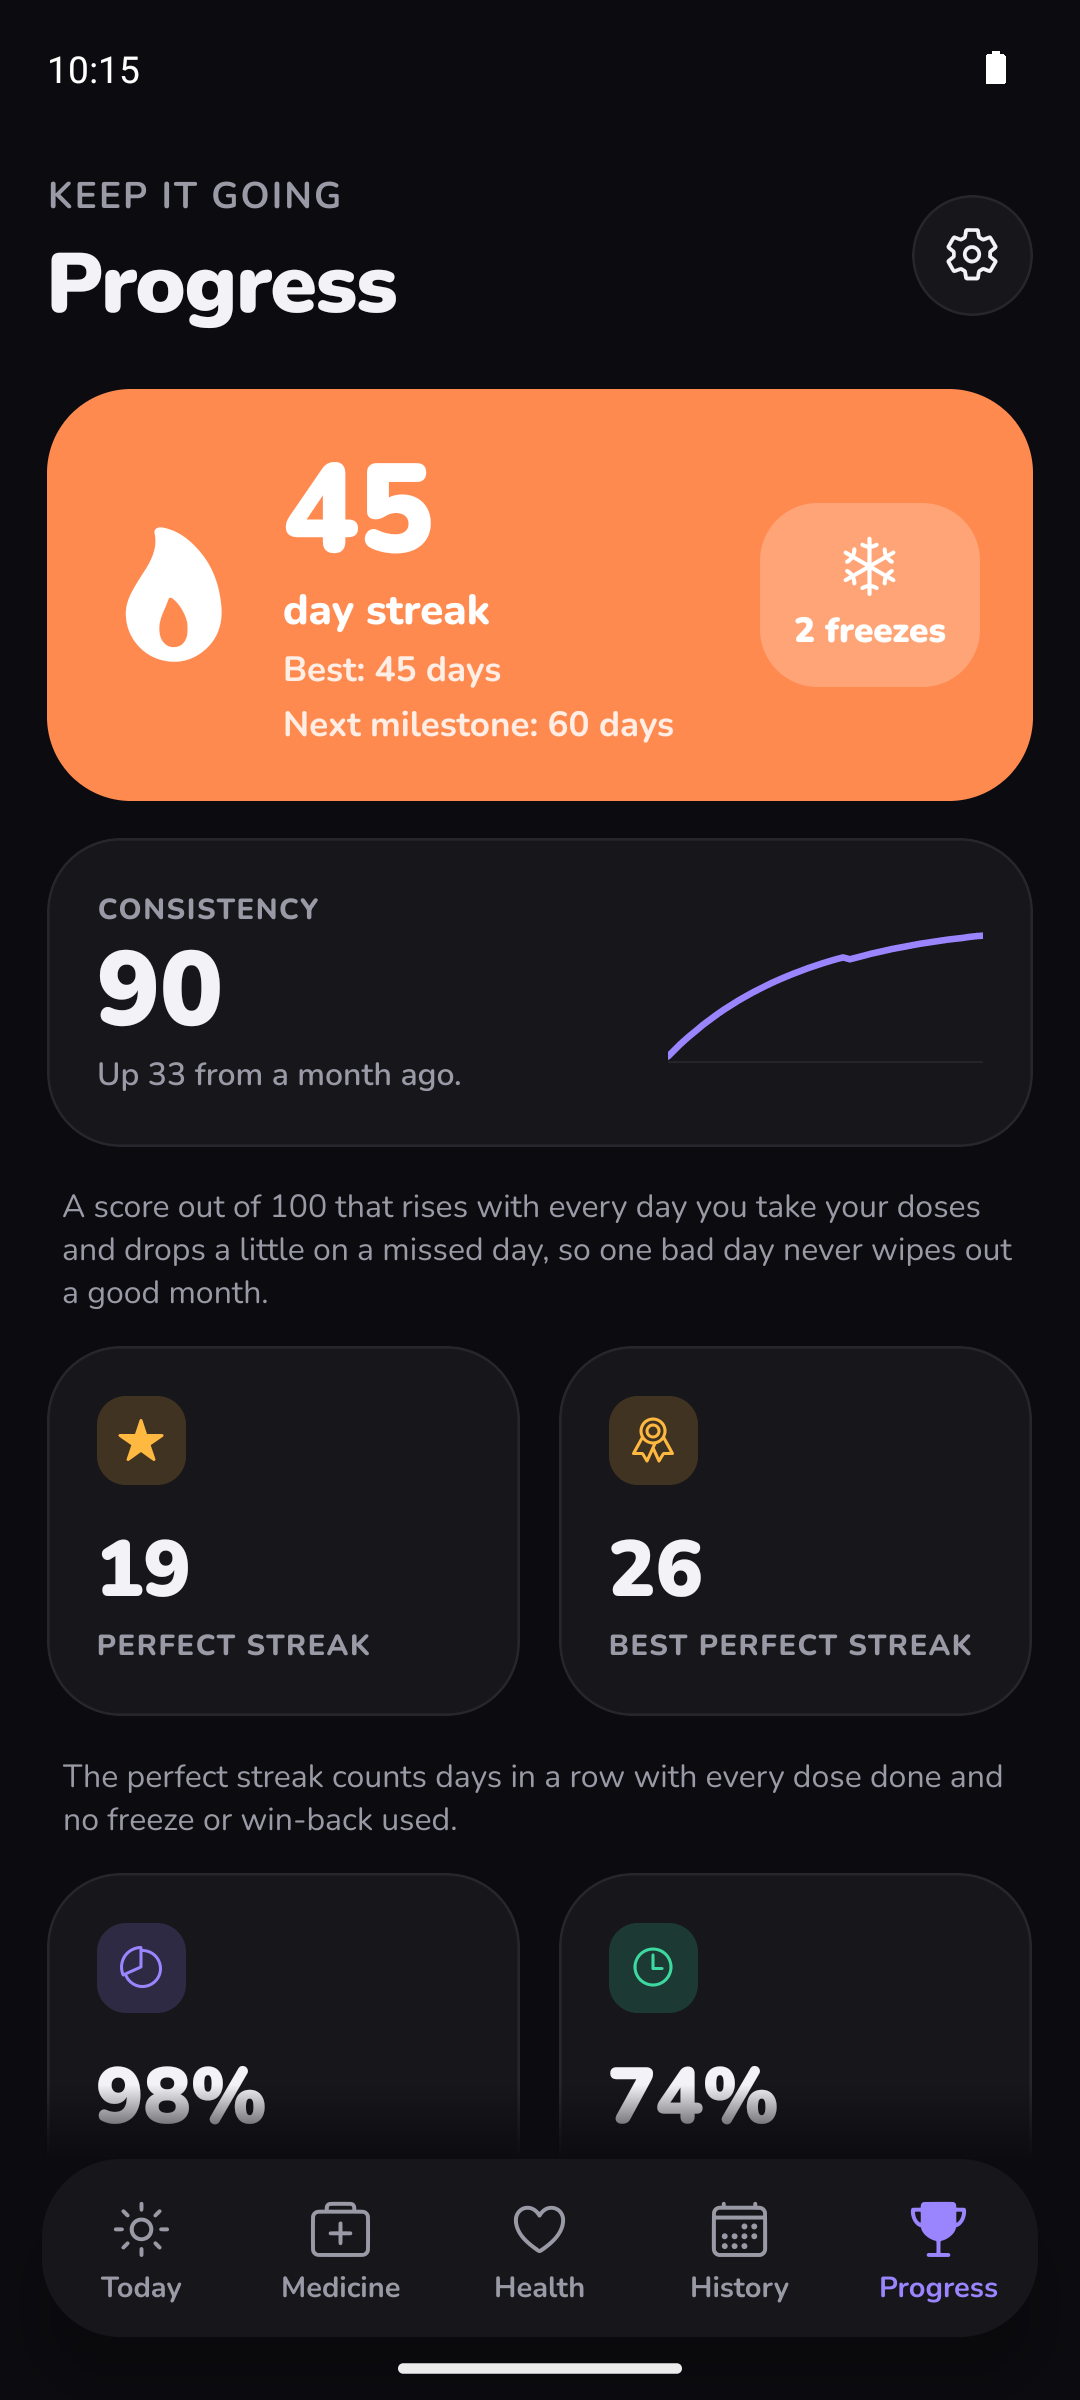 10:15
KEEP IT GOING
Progress
45
day streak
Best: 45 days
Next milestone: 60 days
2 freezes
CONSISTENCY
90
Up 33 from a month ago.
A score out of 100 that rises with every day you take your doses
and drops a little on a missed day, so one bad day never wipes out
a good month.
19
PERFECT STREAK
26
BEST PERFECT STREAK
The perfect streak counts days in a row with every dose done and
no freeze or win-back used.
98%
74%
Today
Medicine
Health
History
Progress